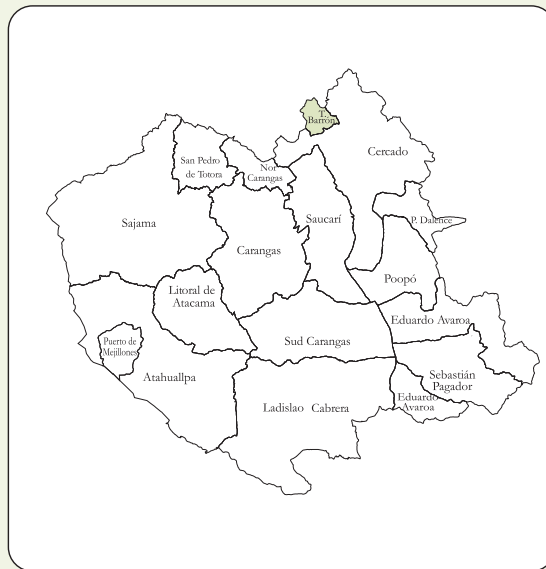 T.
Barrón
Cercado
San Pedro
de Totora
Nor
Carangas
Sajama
Saucarí
P. Dalence
Carangas
Poopó
Litoral de
Atacama
Eduardo Avaroa
Puerto de
Mejillones
Sud Carangas
Atahuallpa
Sebastián
Pagador
Ladislao Cabrera
Eduardo
Avaroa